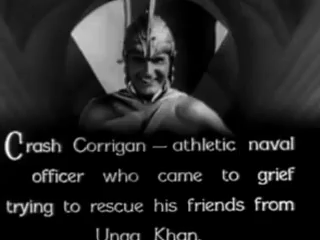 Crash Corrigan — athletic naval
officer who came to grief
trying to rescue his friends from
Unga Khan.